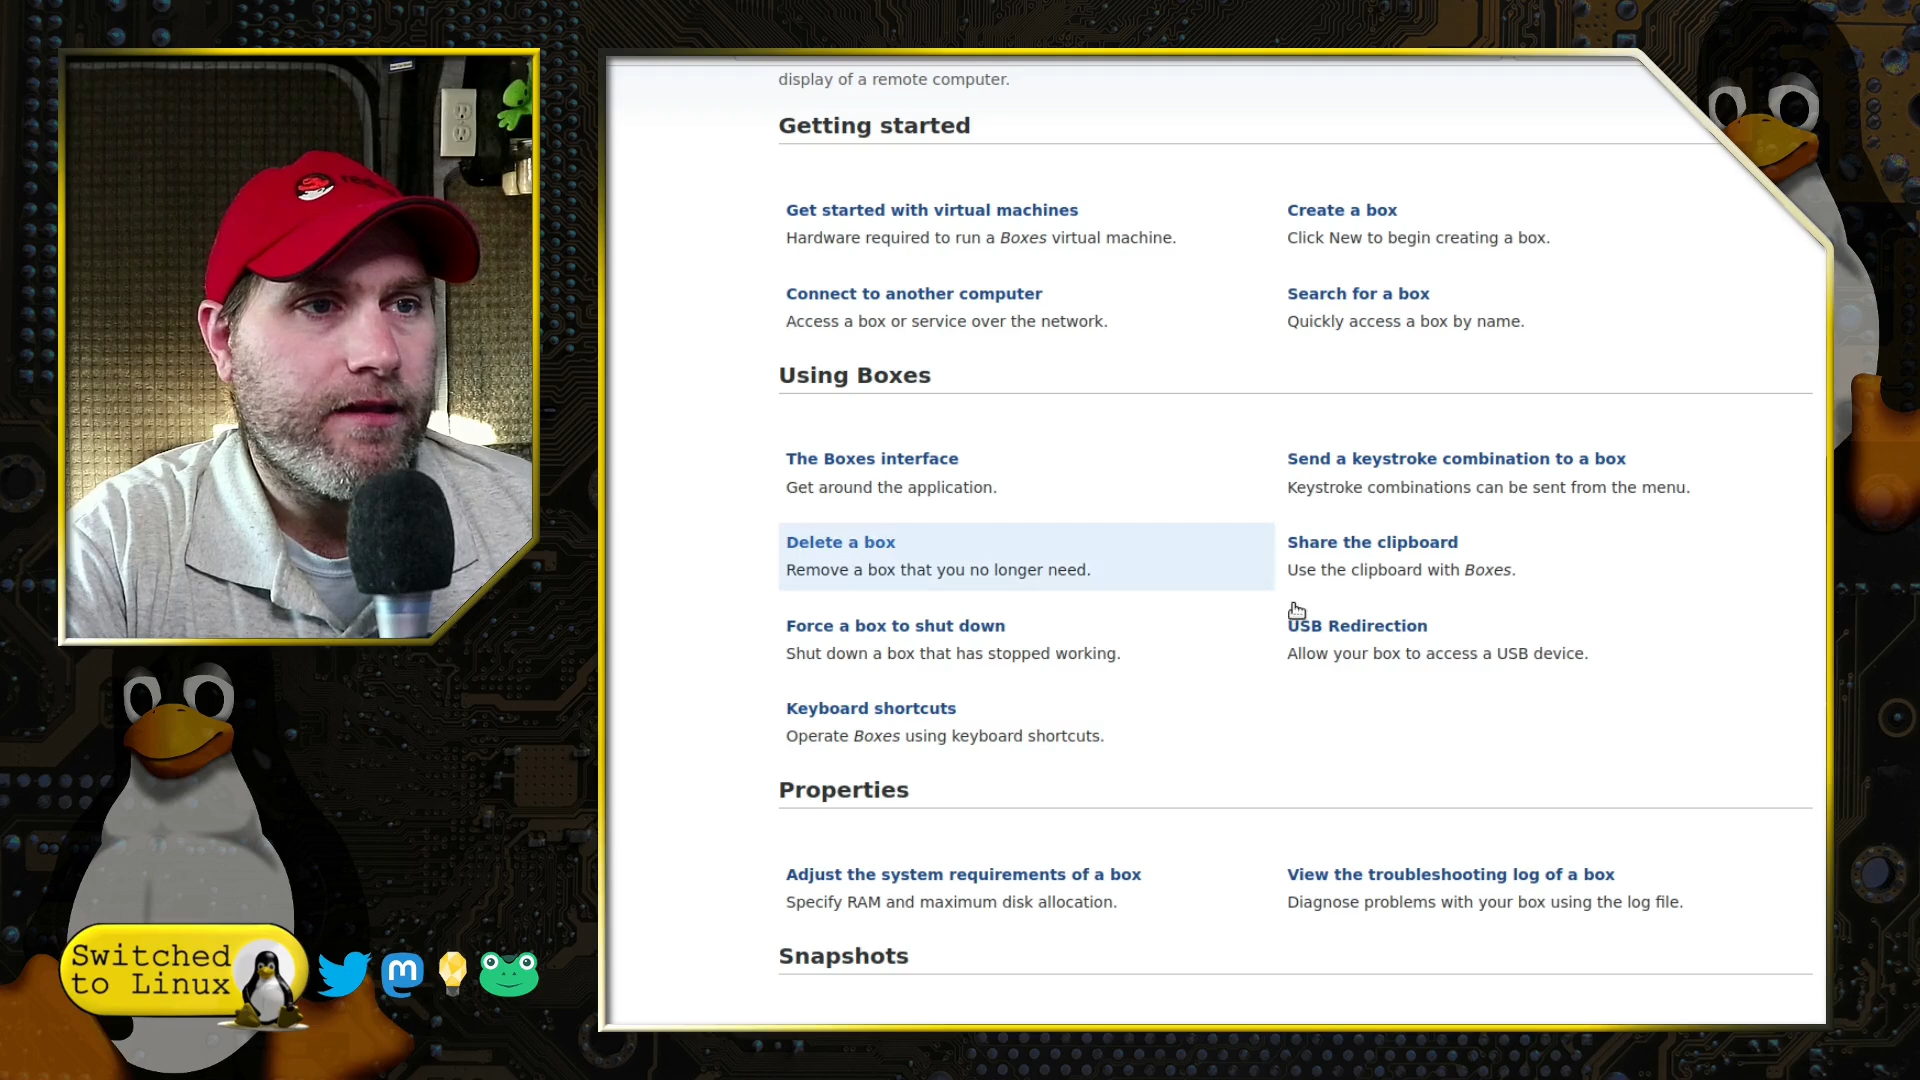 display of a remote computer.
Getting started
Get started with virtual machines
Hardware required to run a Boxes virtual machine.
Create a box
Click New to begin creating a box.
Connect to another computer
Access a box or service over the network.
Search for a box
Quickly access a box by name.
Using Boxes
The Boxes interface
Get around the application.
Send a keystroke combination to a box
Keystroke combinations can be sent from the menu.
Delete a box
Remove a box that you no longer need.
Share the clipboard
Use the clipboard with Boxes.
Force a box to shut down
Shut down a box that has stopped working.
USB Redirection
Allow your box to access a USB device.
Keyboard shortcuts
Operate Boxes using keyboard shortcuts.
Properties
Adjust the system requirements of a box
Specify RAM and maximum disk allocation.
View the troubleshooting log of a box
Diagnose problems with your box using the log file.
Snapshots
Switched
to Linux
m